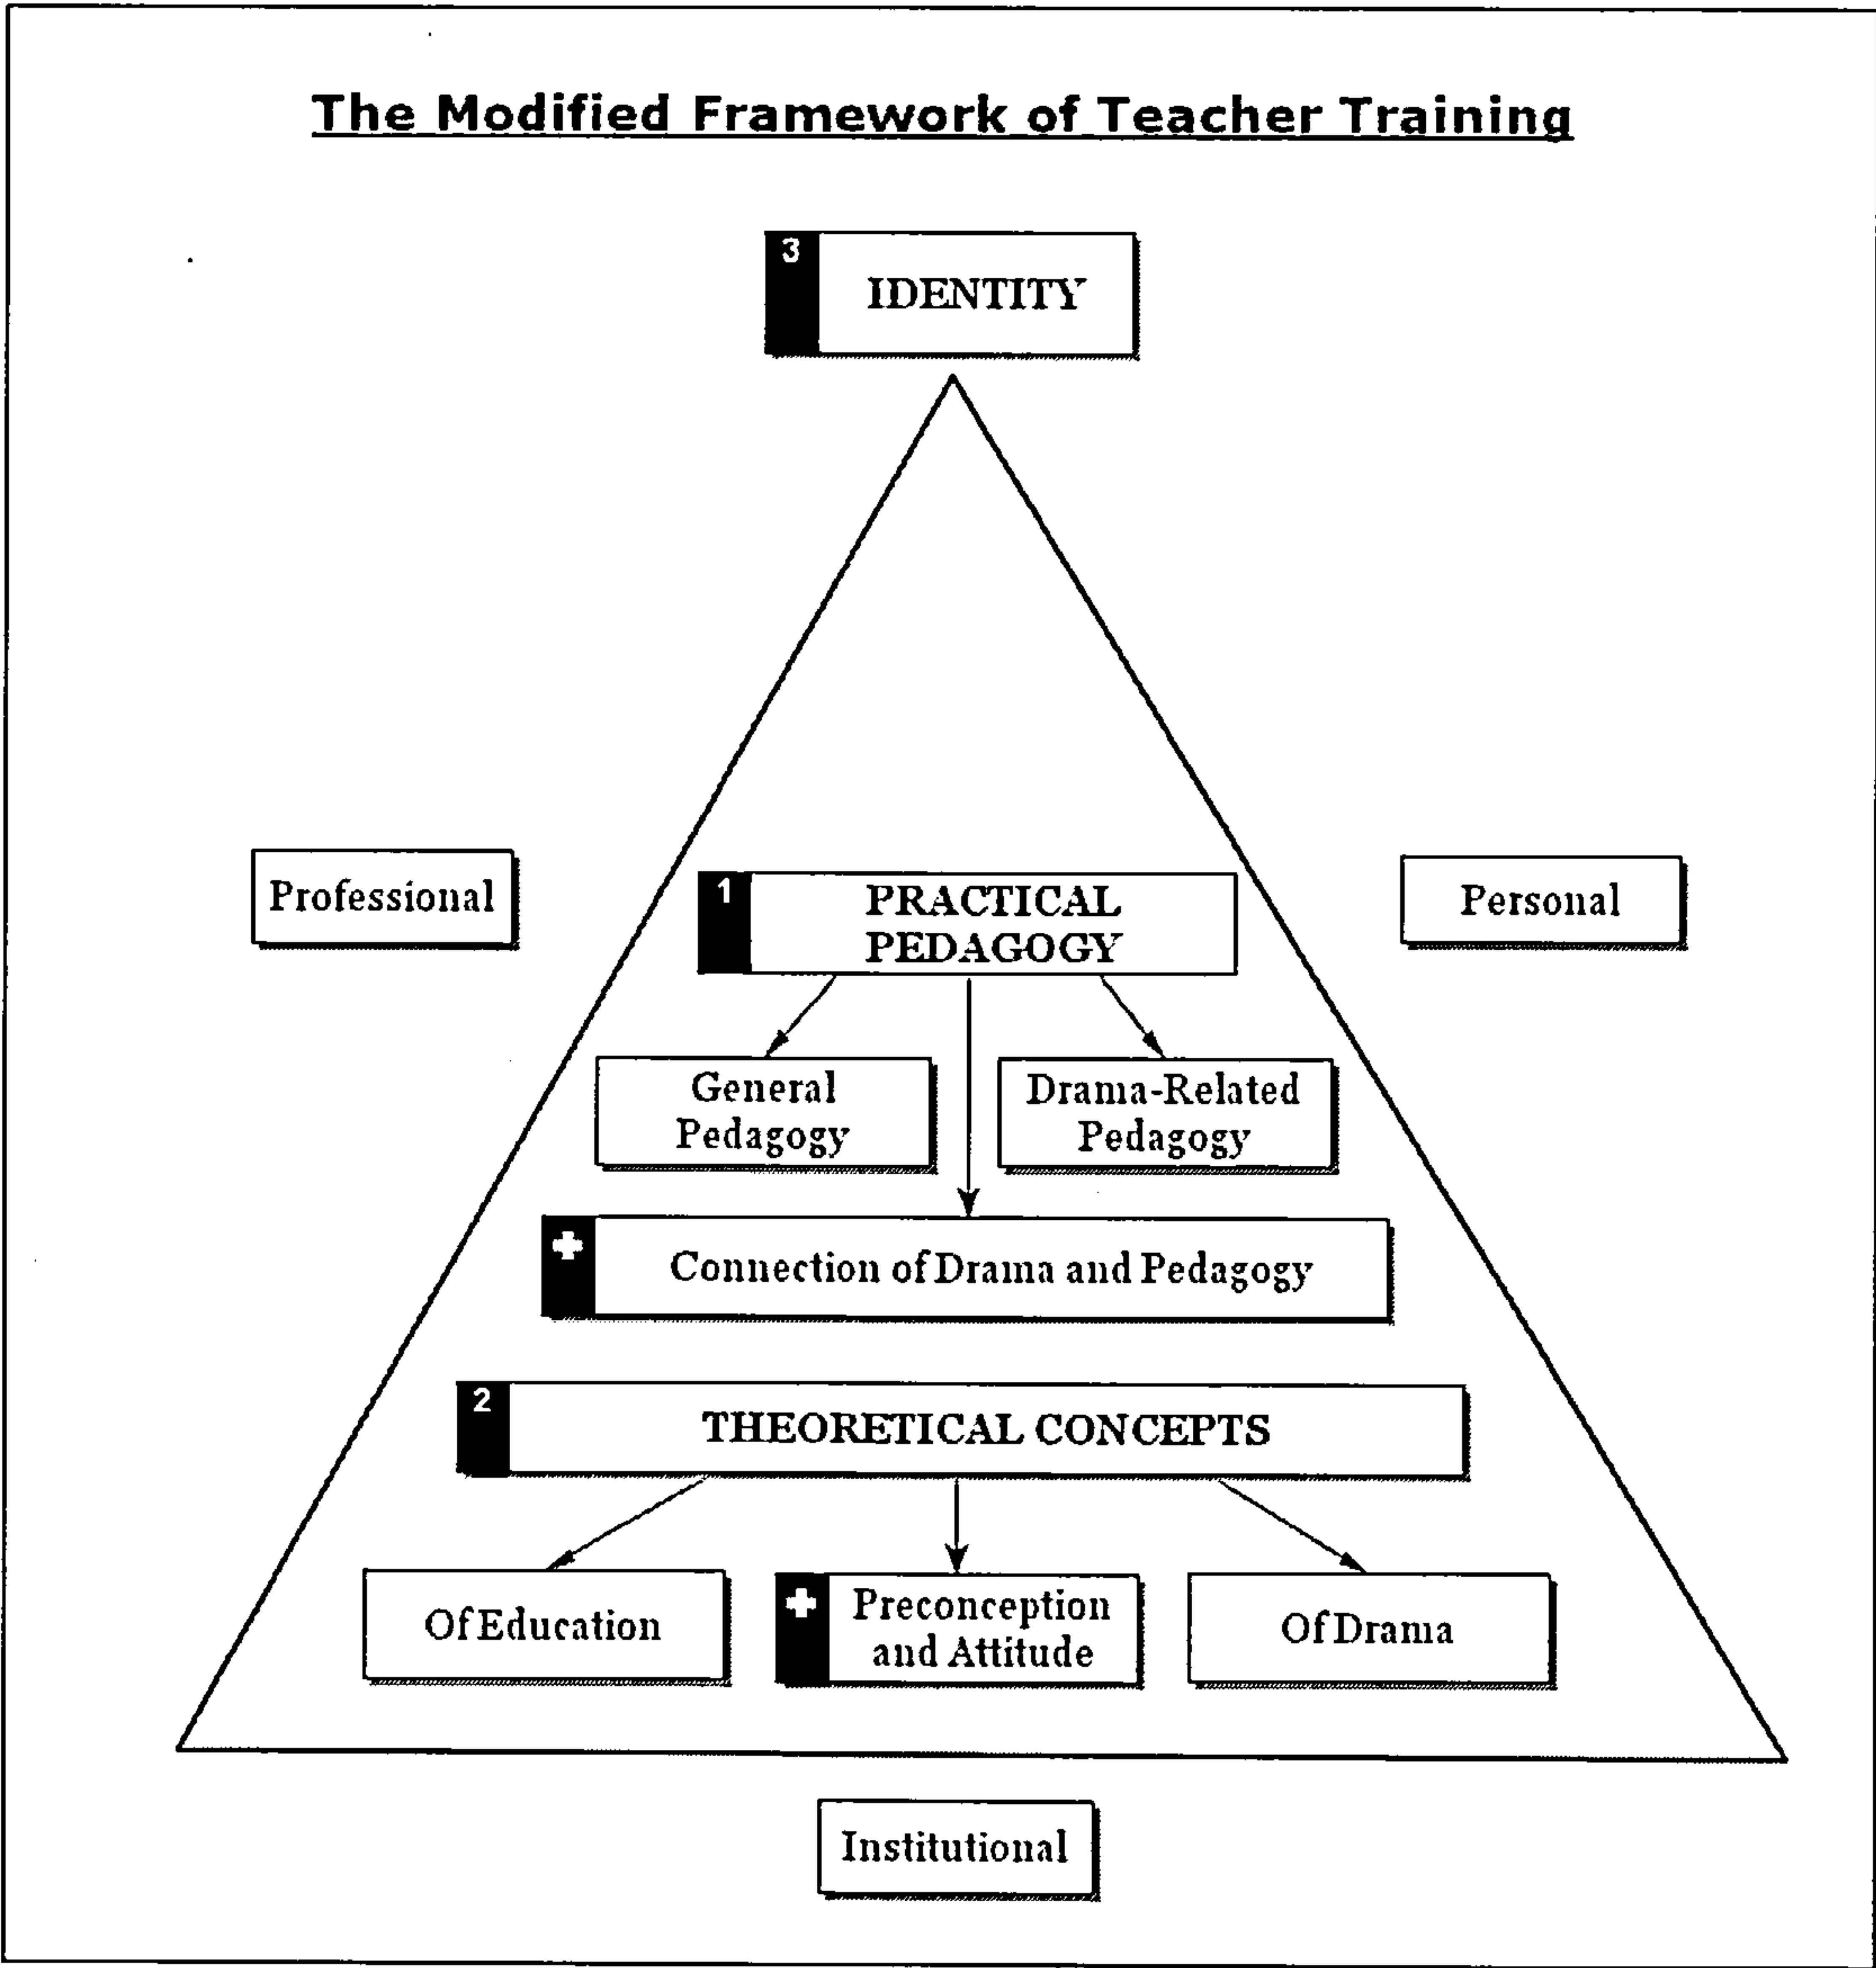 The Modified Framework of Teacher Training
3
IDENTITY
Professional
Personal
1
PRACTICAL
PEDAGOGY
General
Pedagogy
Drama-Related
Pedagogy
+
Connection of Drama and Pedagogy
2
THEORETICAL CONCEPTS
Of Education
+
Preconception
and Attitude
Of Drama
Institutional